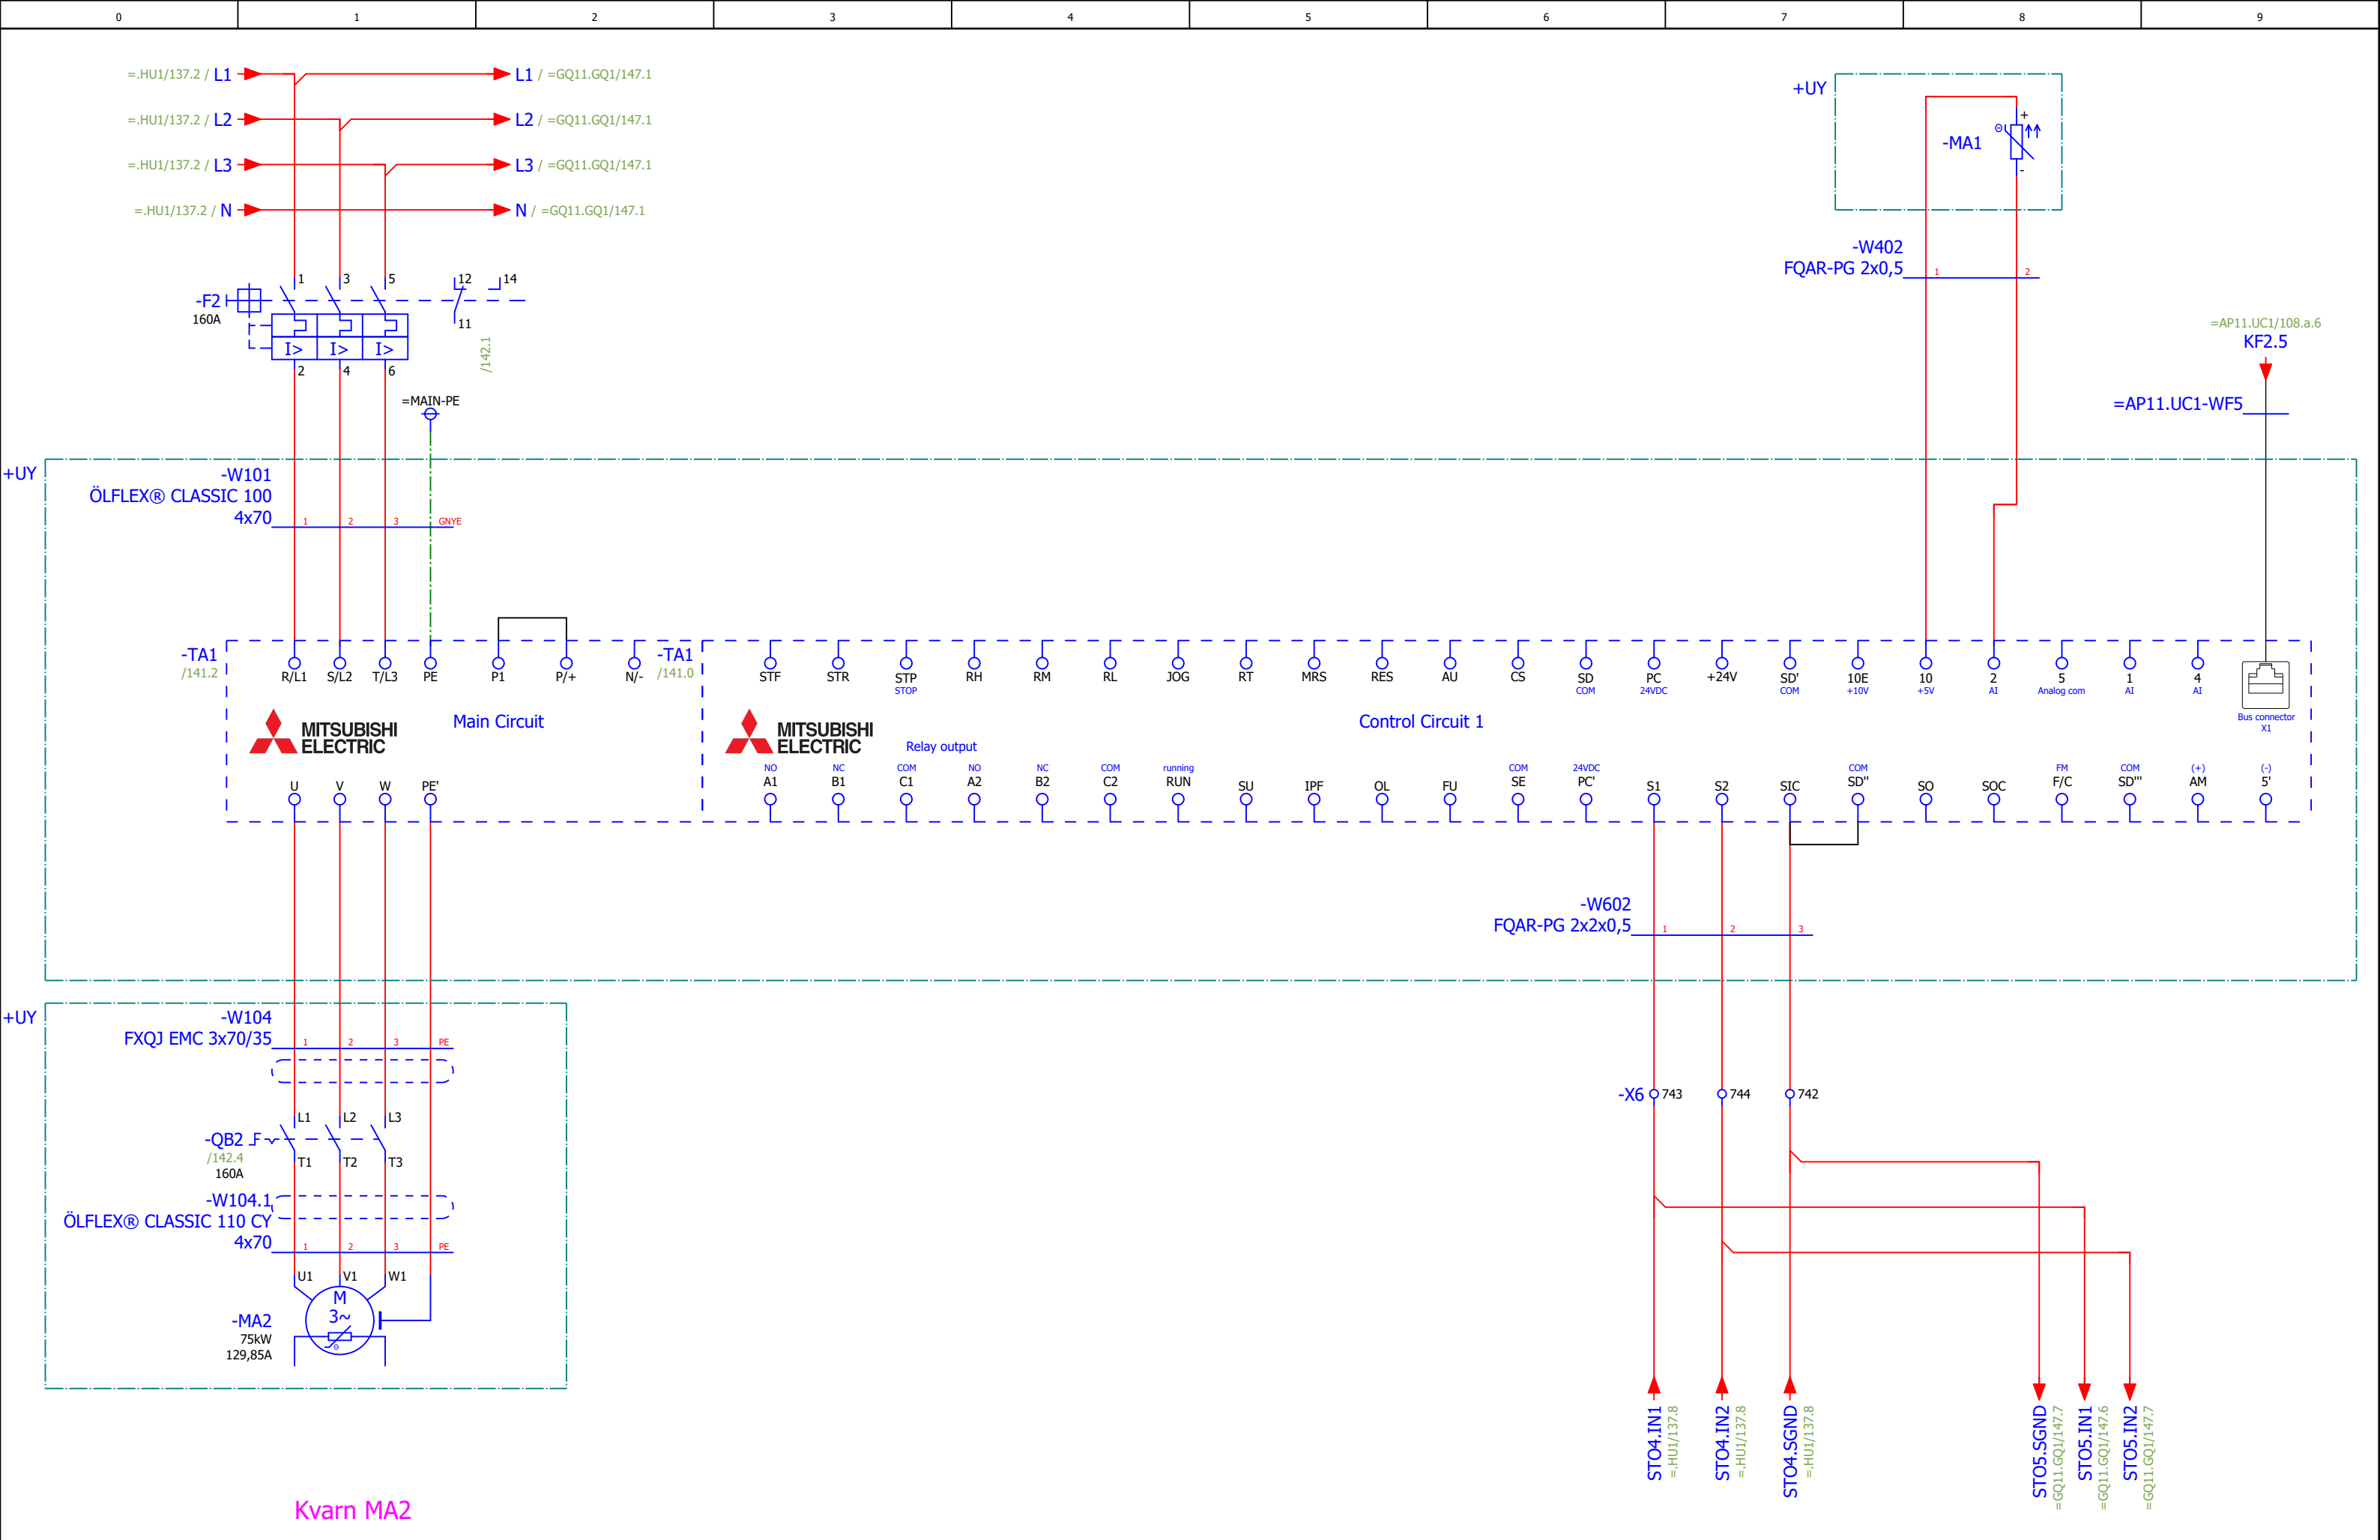 0 1 2 3 4 5 6 7 8 9
=.HU1/137.2 / L1
L1 / =GQ11.GQ1/147.1
=.HU1/137.2 / L2
L2 / =GQ11.GQ1/147.1
=.HU1/137.2 / L3
L3 / =GQ11.GQ1/147.1
=.HU1/137.2 / N
N / =GQ11.GQ1/147.1
+UY
-MA1
+
Θ
-
-W402
FQAR-PG 2x0,5
1 2
1 3 5 12 14
-F2
160A
11
I> I> I>
2 4 6
/142.1
=MAIN-PE
=AP11.UC1/108.a.6
KF2.5
=AP11.UC1-WF5
+UY
-W101
ÖLFLEX® CLASSIC 100
4x70
1 2 3 GNYE
-TA1
/141.2
R/L1 S/L2 T/L3 PE P1 P/+ N/-
MITSUBISHI
ELECTRIC
Main Circuit
U V W PE'
-TA1
/141.0
STF STR STP RH RM RL JOG RT MRS RES AU CS SD PC +24V SD' 10E 10 2 5 1 4
STOP COM 24VDC COM +10V +5V AI Analog com AI AI
Bus connector
X1
MITSUBISHI
ELECTRIC
Control Circuit 1
Relay output
NO NC COM NO NC COM running COM 24VDC COM FM COM (+) (-)
A1 B1 C1 A2 B2 C2 RUN SU IPF OL FU SE PC' S1 S2 SIC SD'' SO SOC F/C SD''' AM 5'
-W602
FQAR-PG 2x2x0,5
1 2 3
+UY
-W104
FXQJ EMC 3x70/35
1 2 3 PE
L1 L2 L3
-QB2
/142.4
160A
T1 T2 T3
-W104.1
ÖLFLEX® CLASSIC 110 CY
4x70
1 2 3 PE
U1 V1 W1
M
3~
Θ
-MA2
75kW
129,85A
-X6 743 744 742
STO4.IN1
=.HU1/137.8
STO4.IN2
=.HU1/137.8
STO4.SGND
=.HU1/137.8
STO5.SGND
=GQ11.GQ1/147.7
STO5.IN1
=GQ11.GQ1/147.6
STO5.IN2
=GQ11.GQ1/147.7
Kvarn MA2